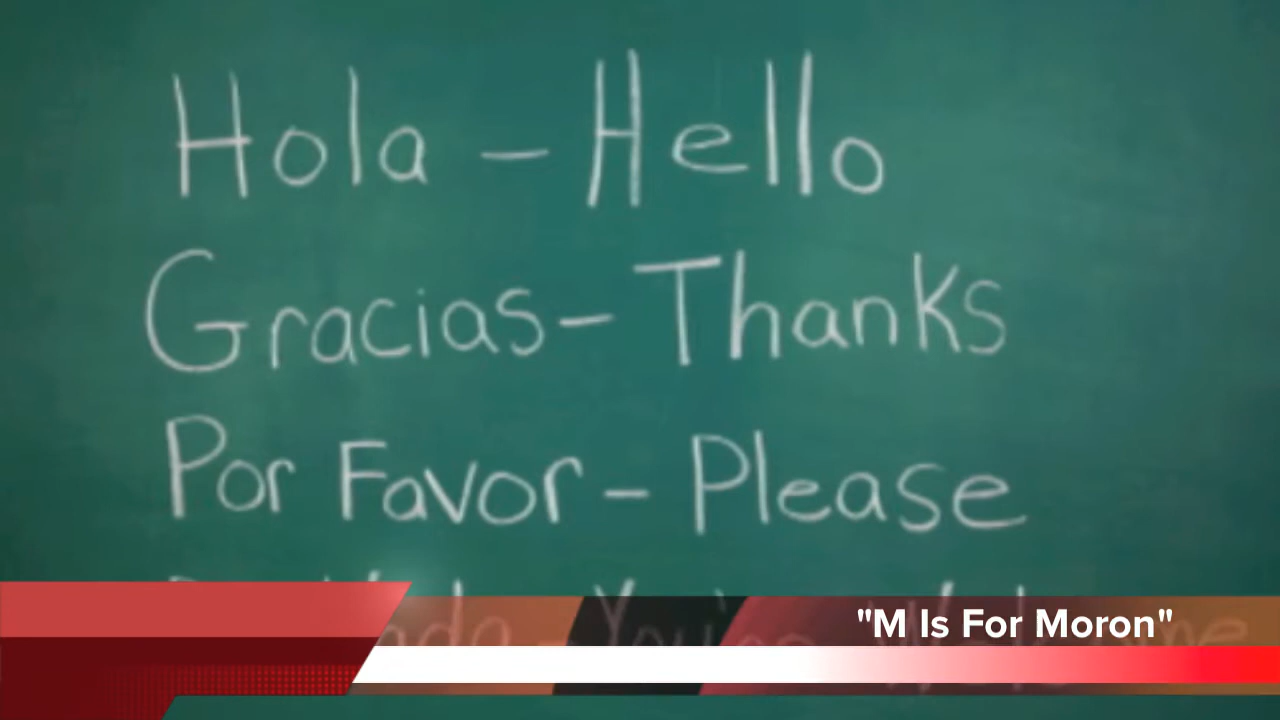 Hola - Hello
Gracias - Thanks
Por Favor - Please
"M Is For Moron"